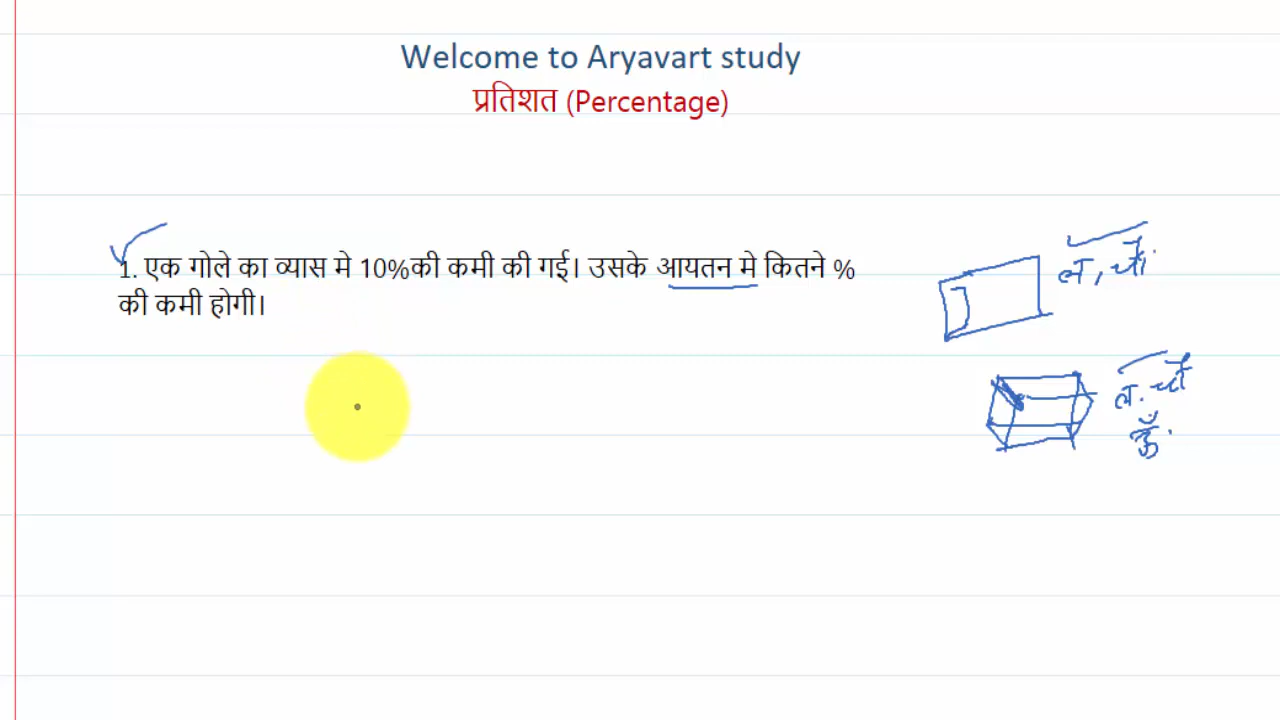 Welcome to Aryavart study
प्रतिशत (Percentage)
1. एक गोले का व्यास मे 10%की कमी की गई। उसके आयतन मे कितने %
की कमी होगी।
ल, चौ.
ल. चौ
ऊँ.